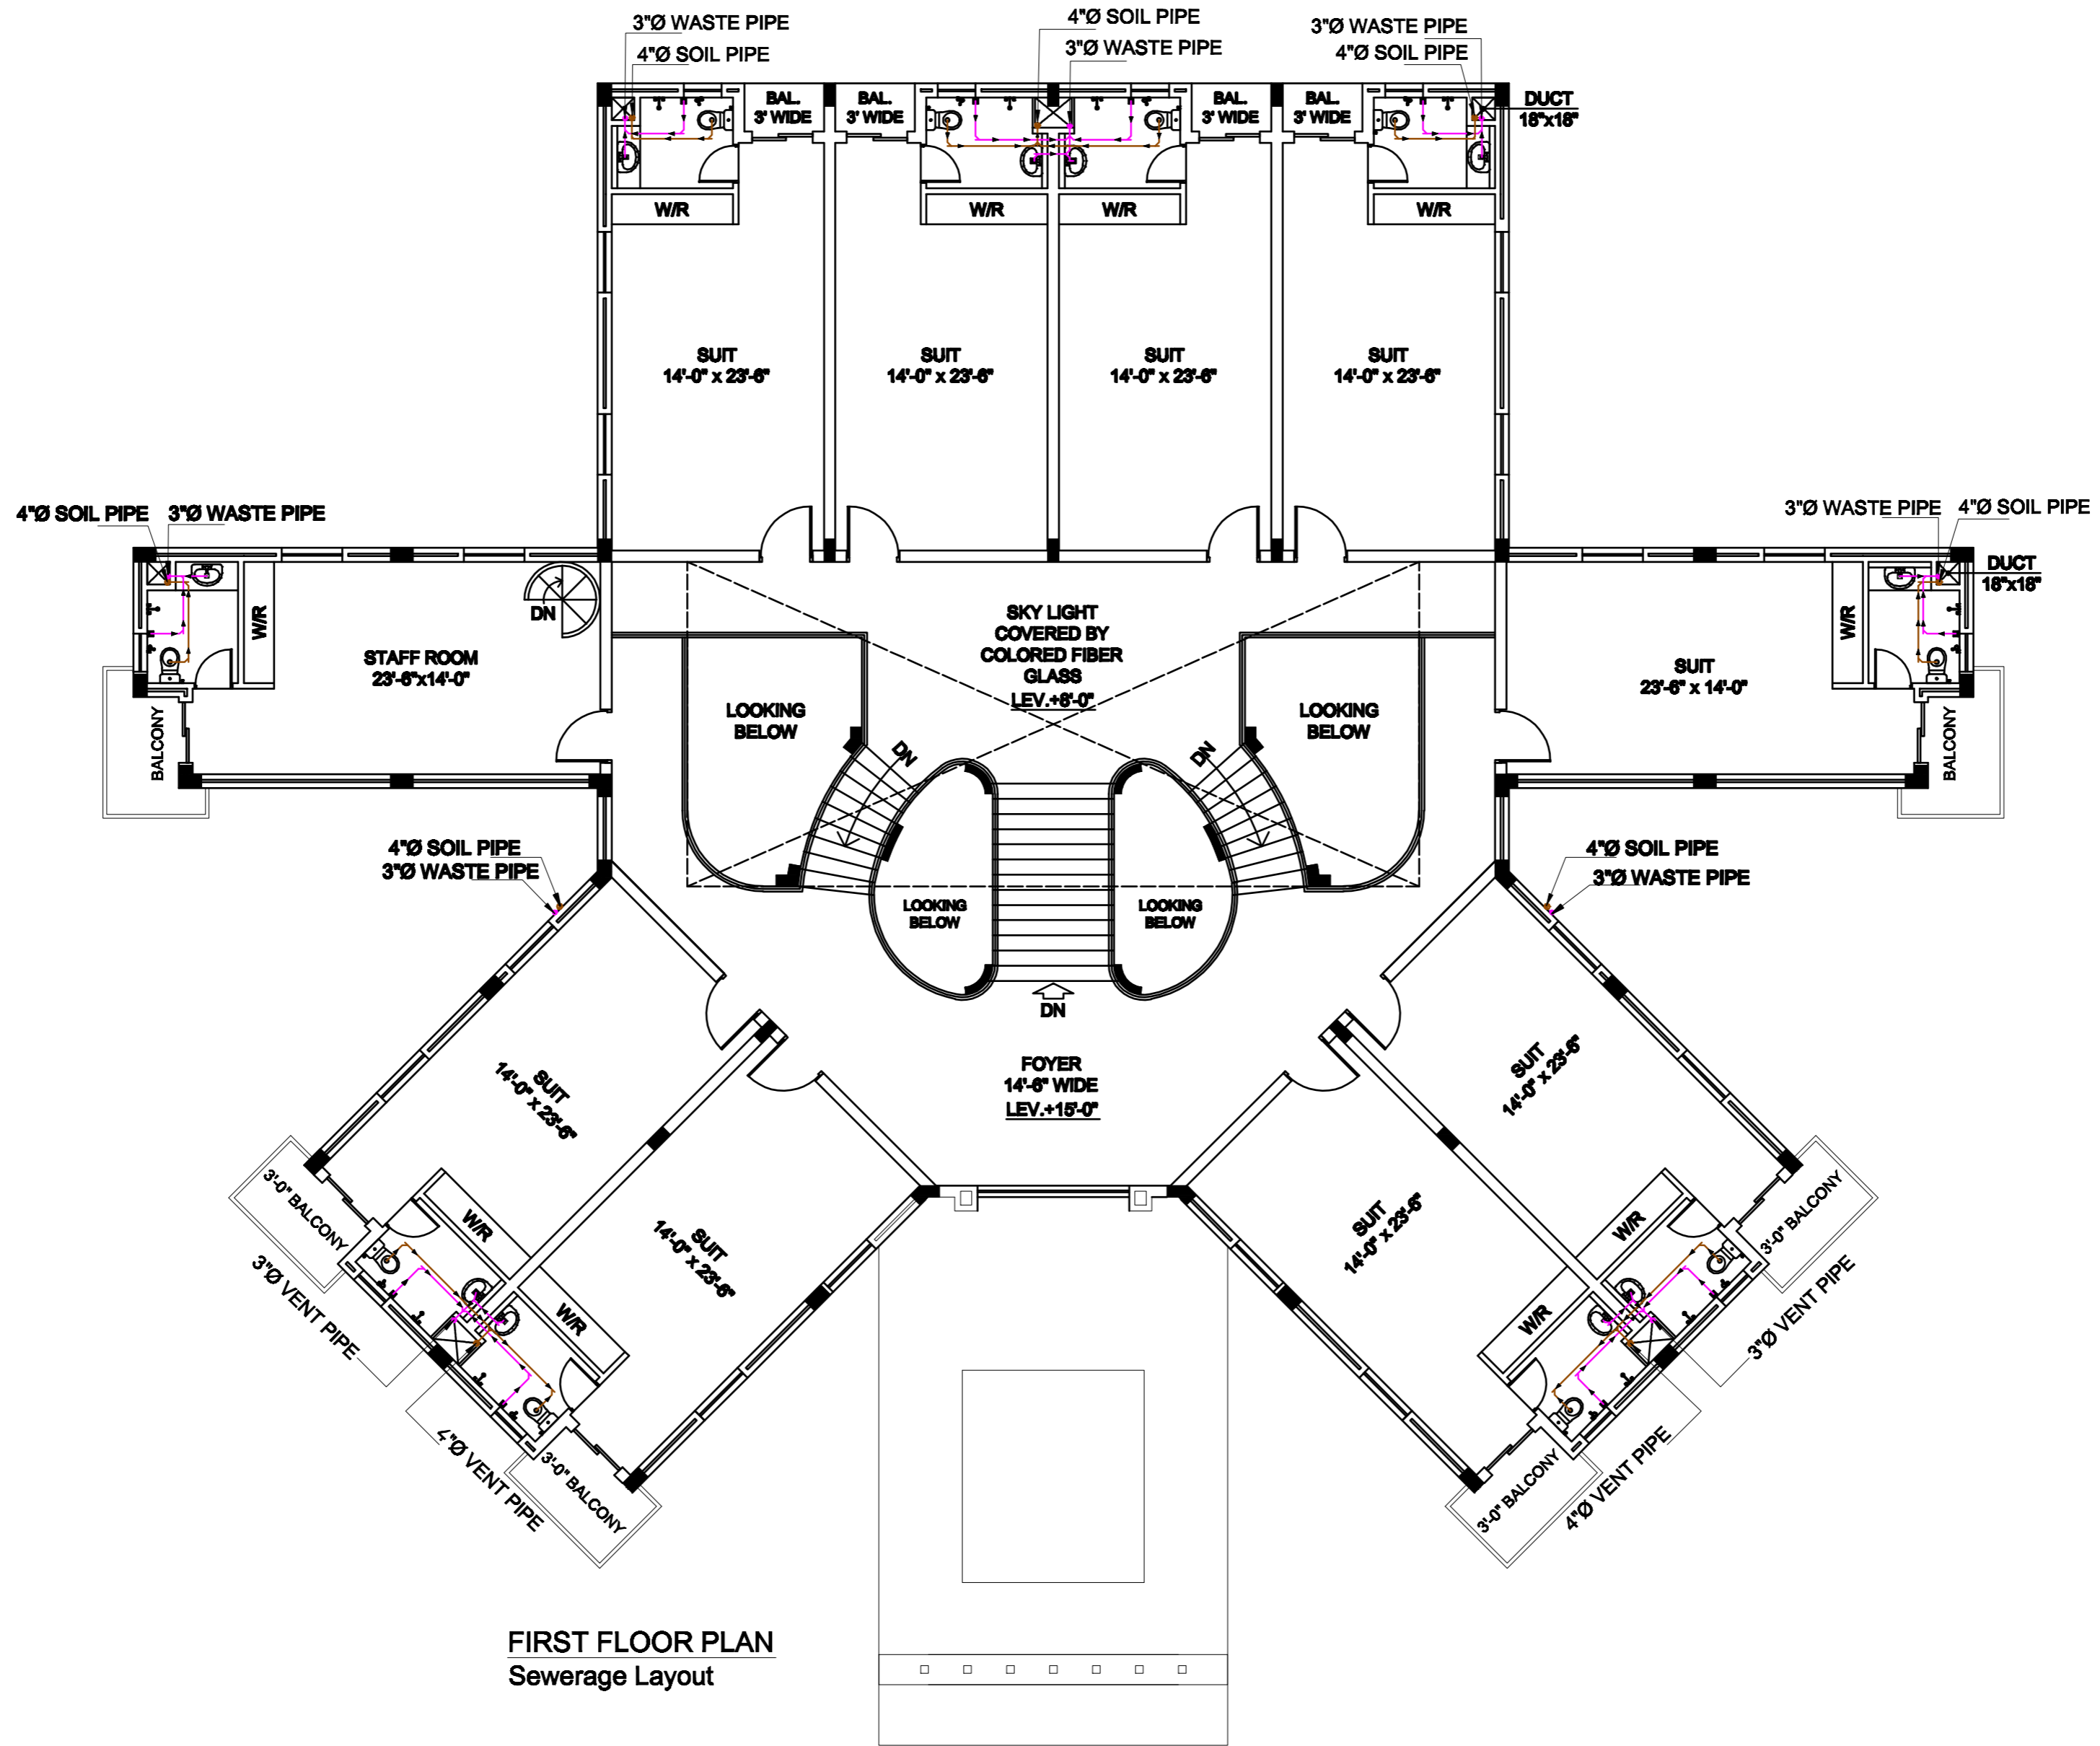 3"Ø WASTE PIPE
4"Ø SOIL PIPE
4"Ø SOIL PIPE
3"Ø WASTE PIPE
3"Ø WASTE PIPE
4"Ø SOIL PIPE
BAL.
3' WIDE
BAL.
3' WIDE
BAL.
3' WIDE
BAL.
3' WIDE
DUCT
18"x18"
W/R
W/R
W/R
W/R
SUIT
14'-0" x 23'-6"
SUIT
14'-0" x 23'-6"
SUIT
14'-0" x 23'-6"
SUIT
14'-0" x 23'-6"
4"Ø SOIL PIPE
3"Ø WASTE PIPE
3"Ø WASTE PIPE
4"Ø SOIL PIPE
DUCT
18"x18"
W/R
DN
STAFF ROOM
23'-6"x14'-0"
BALCONY
SKY LIGHT
COVERED BY
COLORED FIBER
GLASS
LEV.+8'-0"
W/R
SUIT
23'-6" x 14'-0"
BALCONY
LOOKING
BELOW
LOOKING
BELOW
DN
DN
4"Ø SOIL PIPE
3"Ø WASTE PIPE
4"Ø SOIL PIPE
3"Ø WASTE PIPE
LOOKING
BELOW
LOOKING
BELOW
DN
FOYER
14'-6" WIDE
LEV.+15'-0"
SUIT
14'-0" x 23'-6"
SUIT
14'-0" x 23'-6"
3'-0" BALCONY
W/R
SUIT
14'-0" x 23'-6"
SUIT
14'-0" x 23'-6"
W/R
3'-0" BALCONY
3"Ø VENT PIPE
W/R
W/R
3"Ø VENT PIPE
4"Ø VENT PIPE
3'-0" BALCONY
3'-0" BALCONY
4"Ø VENT PIPE
FIRST FLOOR PLAN
Sewerage Layout